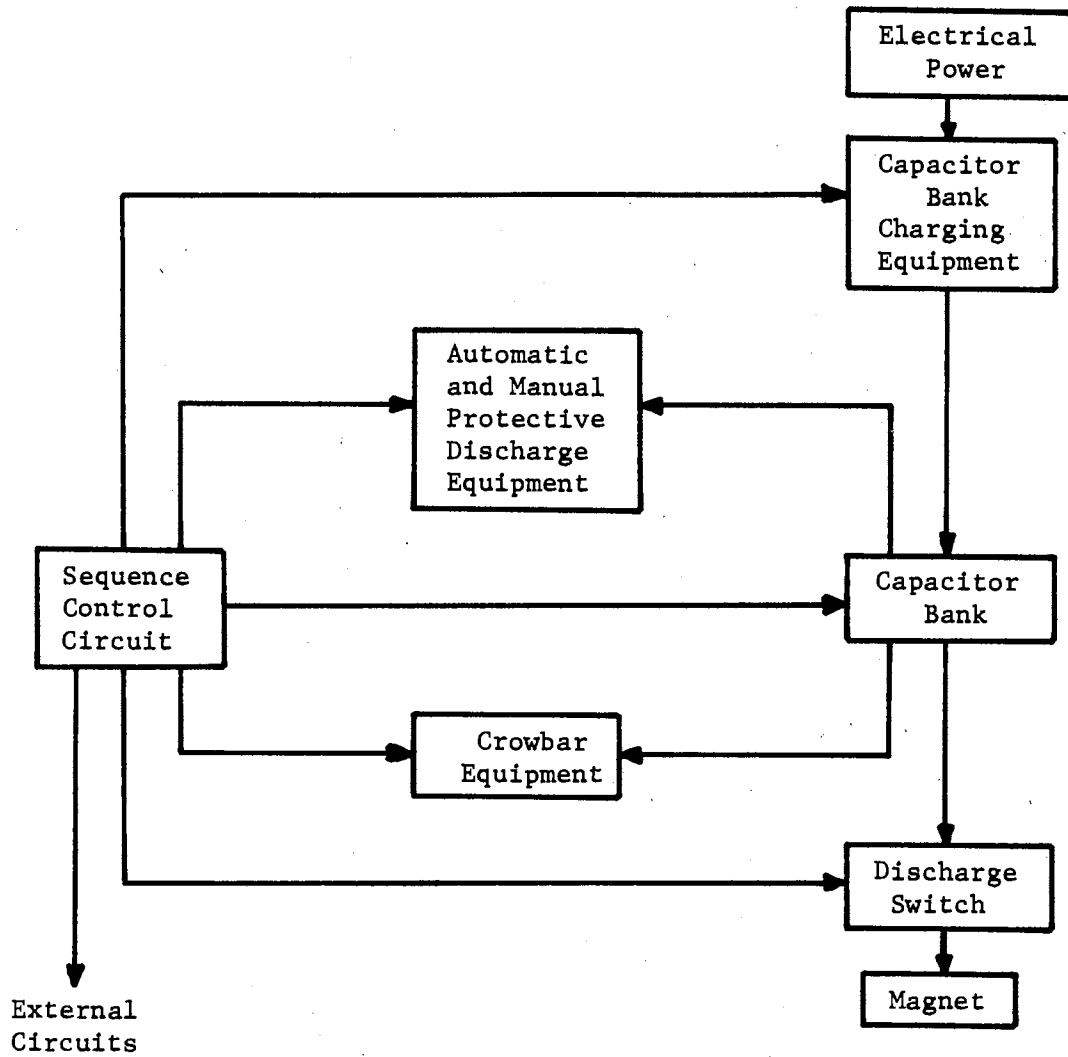 Electrical
Power
Capacitor
Bank
Charging
Equipment
Automatic
and Manual
Protective
Discharge
Equipment
Sequence
Control
Circuit
Capacitor
Bank
Crowbar
Equipment
Discharge
Switch
Magnet
External
Circuits